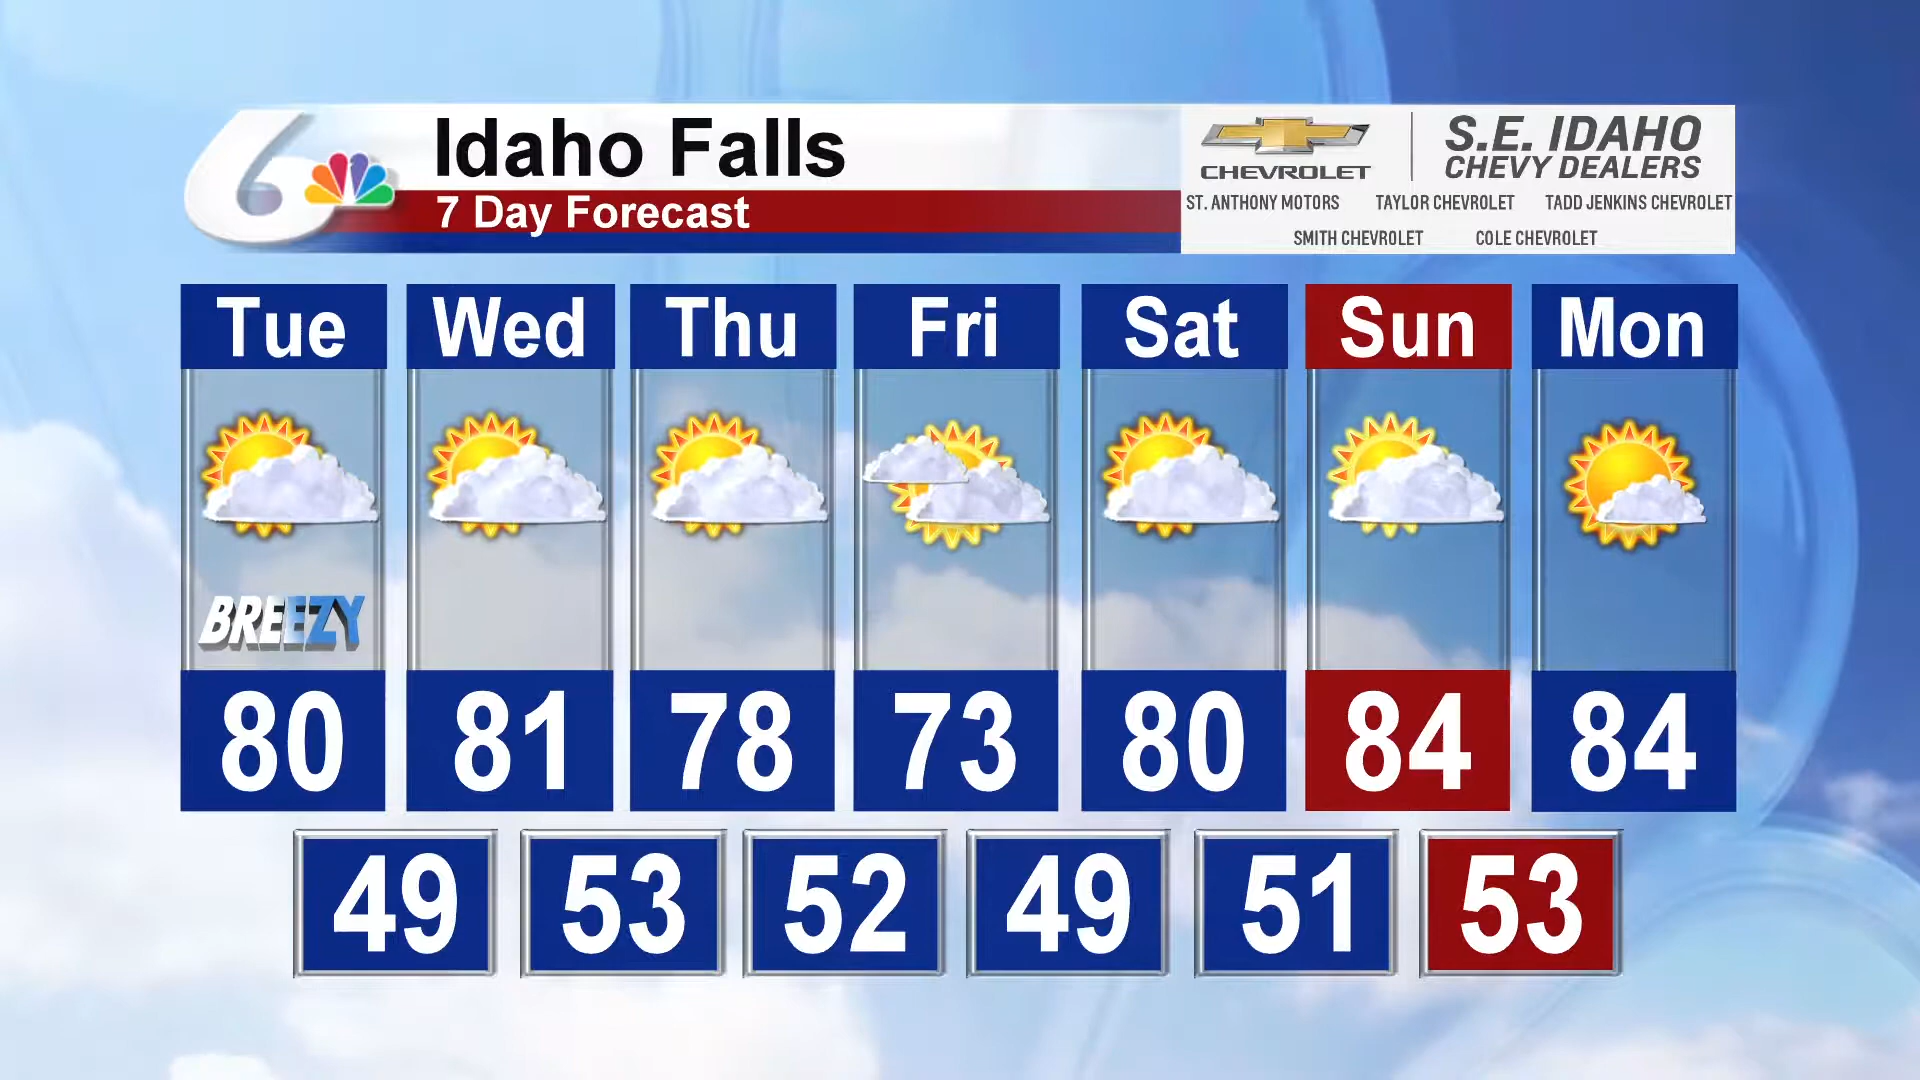 6
Idaho Falls
7 Day Forecast
CHEVROLET
S.E. IDAHO
CHEVY DEALERS
ST. ANTHONY MOTORS TAYLOR CHEVROLET TADD JENKINS CHEVROLET
SMITH CHEVROLET COLE CHEVROLET
Tue Wed Thu Fri Sat Sun Mon
BREEZY
80 81 78 73 80 84 84
49 53 52 49 51 53